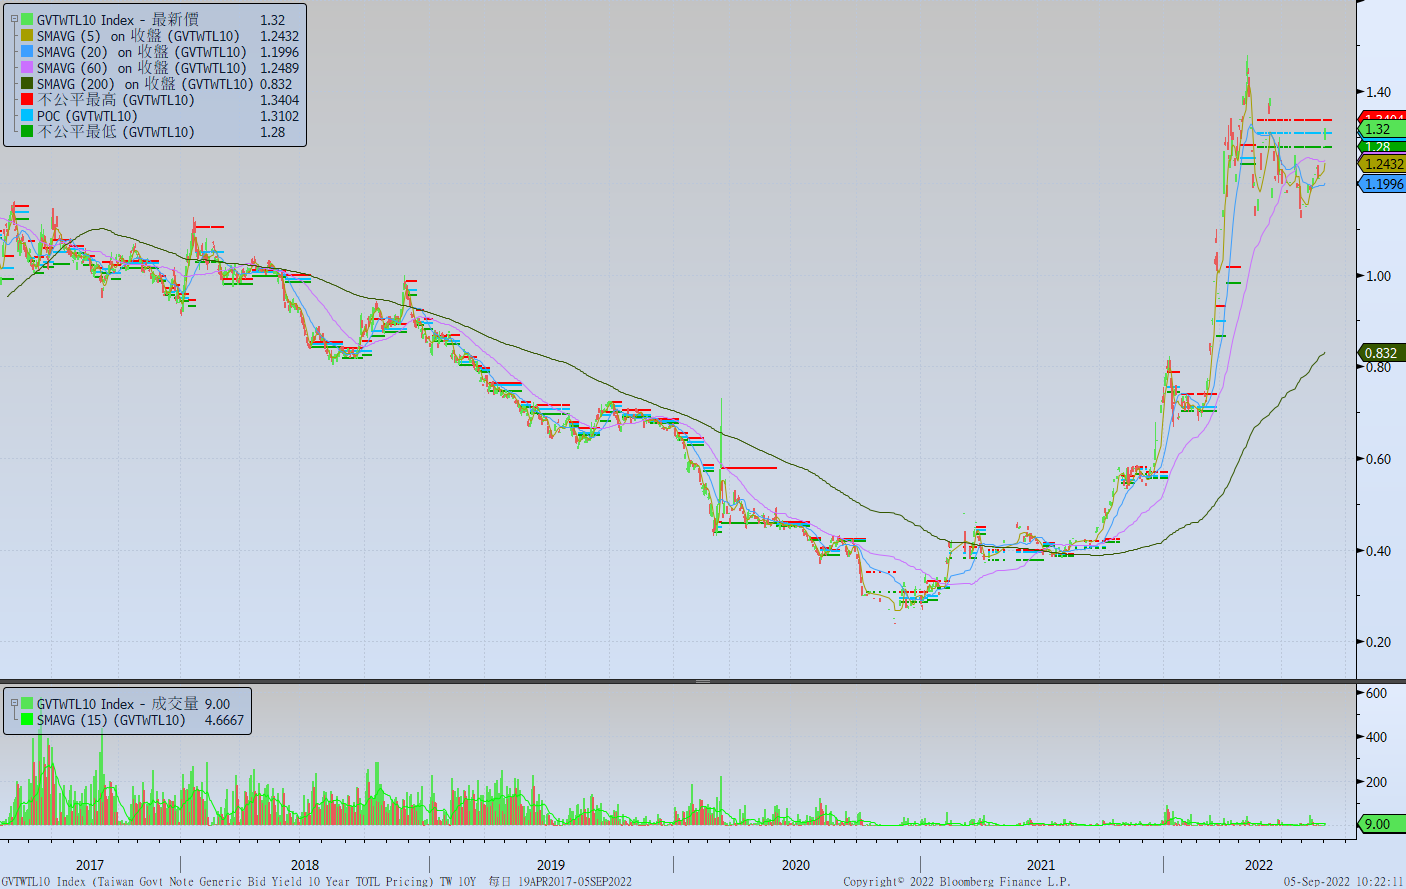 GVTWTL10 Index - 最新價 1.32
SMAVG (5) on 收盤 (GVTWTL10) 1.2432
SMAVG (20) on 收盤 (GVTWTL10) 1.1996
SMAVG (60) on 收盤 (GVTWTL10) 1.2489
SMAVG (200) on 收盤 (GVTWTL10) 0.832
不公平最高 (GVTWTL10) 1.3404
POC (GVTWTL10) 1.3102
不公平最低 (GVTWTL10) 1.28
1.40
1.3404
1.32
1.28
1.2432
1.1996
1.00
0.832
0.80
0.60
0.40
0.20
GVTWTL10 Index - 成交量 9.00
SMAVG (15) (GVTWTL10) 4.6667
600
400
200
9.00
2017 2018 2019 2020 2021 2022
GVTWTL10 Index (Taiwan Govt Note Generic Bid Yield 10 Year TOTL Pricing) TW 10Y 每日 19APR2017-05SEP2022 Copyright© 2022 Bloomberg Finance L.P. 05-Sep-2022 10:22:11